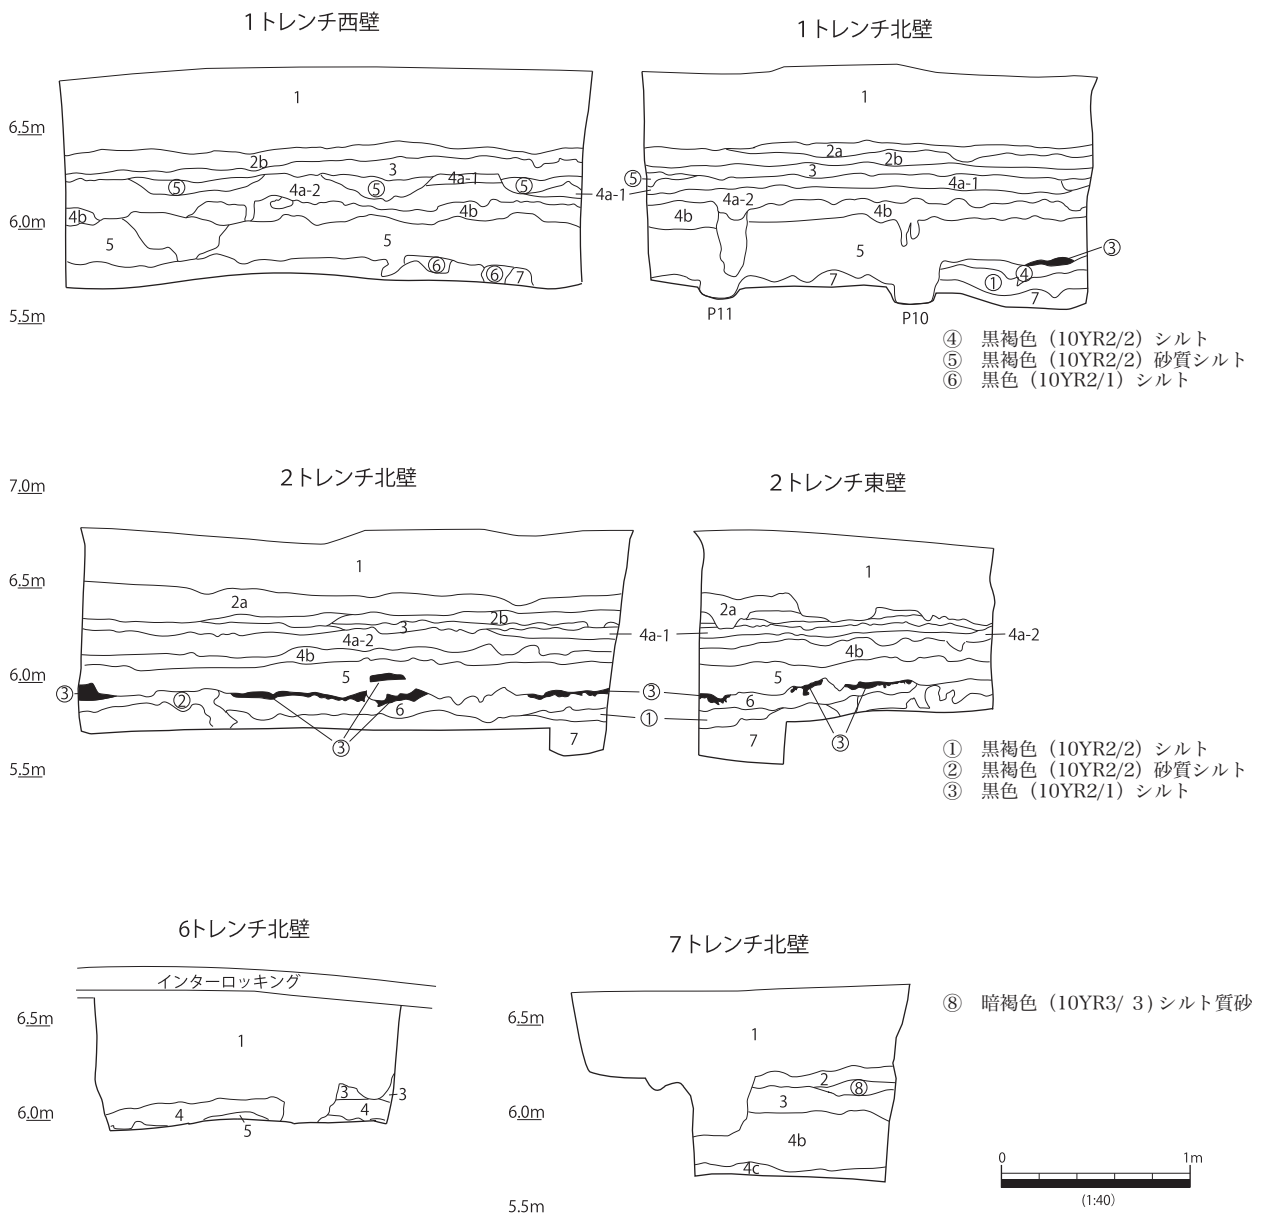 1トレンチ西壁
1トレンチ北壁
6.5m
6.0m
5.5m
1
2b
3
4a-1
⑤
⑤
⑤
4a-2
4a-1
4b
4b
5
5
⑥
⑥
7
1
2a
2b
3
⑤
4a-1
4a-2
4b
4b
5
③
④
①
7
7
P11
P10
④ 黒褐色（10YR2/2）シルト
⑤ 黒褐色（10YR2/2）砂質シルト
⑥ 黒色（10YR2/1）シルト
2トレンチ北壁
2トレンチ東壁
7.0m
6.5m
6.0m
5.5m
1
2a
2b
3
4a-2
4a-1
4b
5
③
②
③
6
③
①
7
1
2a
4a-2
4b
5
6
③
7
① 黒褐色（10YR2/2）シルト
② 黒褐色（10YR2/2）砂質シルト
③ 黒色（10YR2/1）シルト
6トレンチ北壁
7トレンチ北壁
インターロッキング
6.5m
6.0m
1
3
3
4
4
5
6.5m
6.0m
5.5m
1
2
⑧
3
4b
4c
⑧ 暗褐色（10YR3/ 3）シルト質砂
0 1m
(1:40)